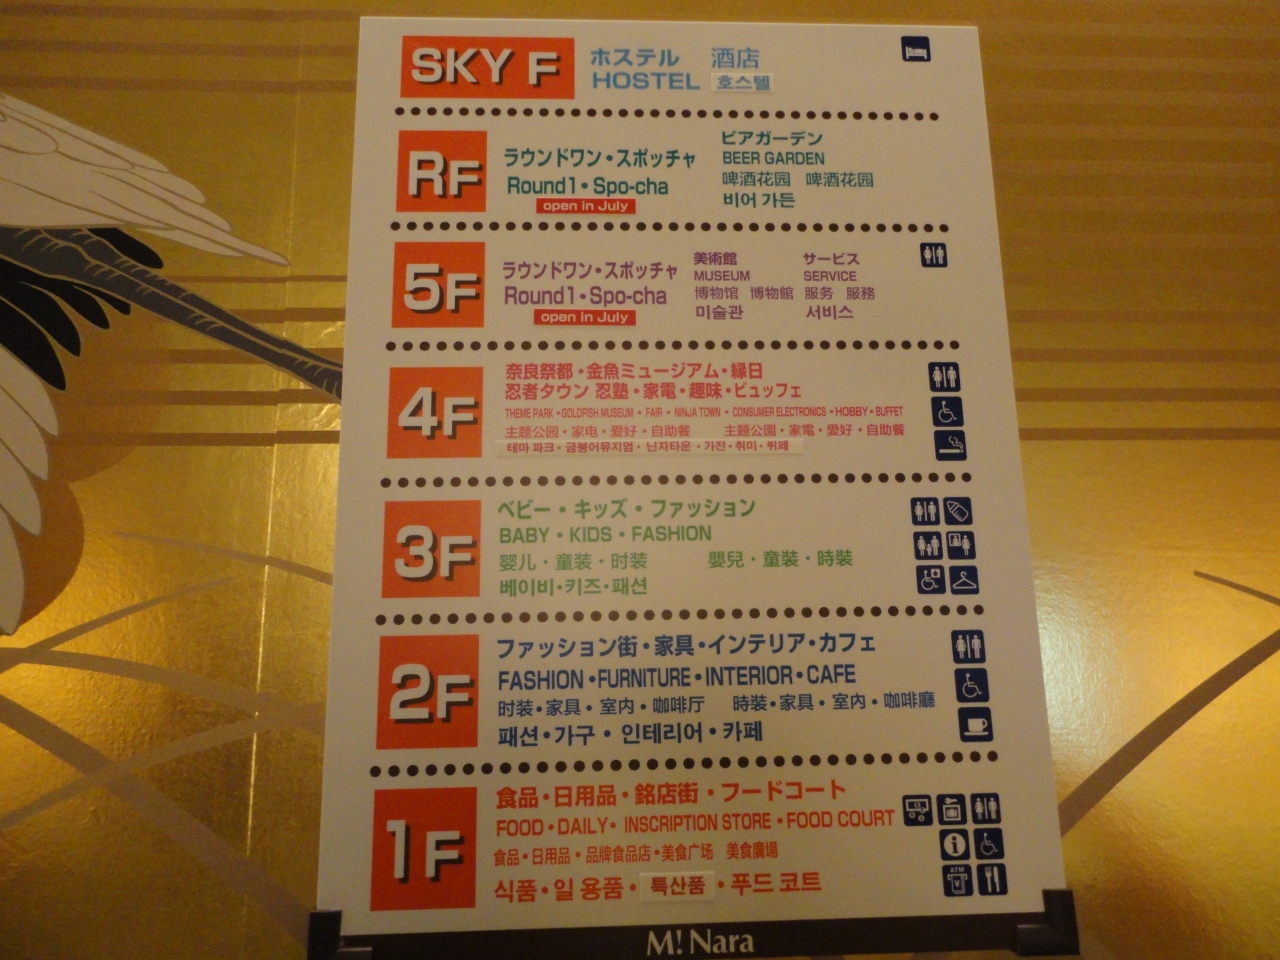 SKY F
ホステル 酒店
HOSTEL 호스텔
RF
ラウンドワン・スポッチャ
Round1・Spo-cha
open in July
ビアガーデン
BEER GARDEN
啤酒花园 啤酒花園
비어 가든
5F
ラウンドワン・スポッチャ
Round1・Spo-cha
open in July
美術館
MUSEUM
博物馆 博物館
미술관
サービス
SERVICE
服务 服務
서비스
4F
奈良祭都・金魚ミュージアム・縁日
忍者タウン 忍塾・家電・趣味・ビュッフェ
THEME PARK・GOLDFISH MUSEUM・FAIR・NINJA TOWN・CONSUMER ELECTRONICS・HOBBY・BUFFET
主题公园・家电・爱好・自助餐 主題公園・家電・愛好・自助餐
테마 파크・금붕어뮤지엄・닌자타운・가전・취미・뷔페
3F
ベビー・キッズ・ファッション
BABY・KIDS・FASHION
婴儿・童装・时装 嬰兒・童裝・時裝
베이비・키즈・패션
2F
ファッション街・家具・インテリア・カフェ
FASHION・FURNITURE・INTERIOR・CAFE
时装・家具・室内・咖啡厅 時裝・家具・室内・咖啡廳
패션・가구・인테리어・카페
1F
食品・日用品・銘店街・フードコート
FOOD・DAILY・INSCRIPTION STORE・FOOD COURT
食品・日用品・品牌食品店・美食广场 美食廣場
식품・일 용품・특산품・푸드 코트
ATM
M! Nara